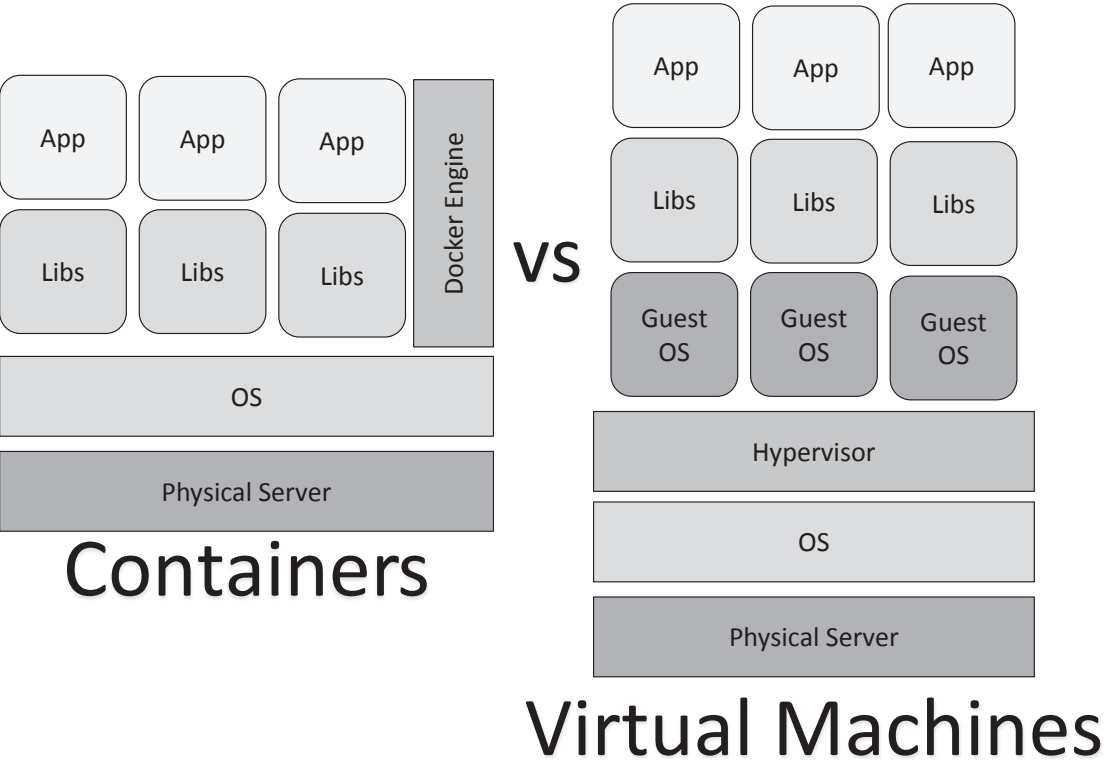 App
App
App
Docker Engine
Libs
Libs
Libs
OS
Physical Server
Containers
vs
App
App
App
Libs
Libs
Libs
Guest
OS
Guest
OS
Guest
OS
Hypervisor
OS
Physical Server
Virtual Machines